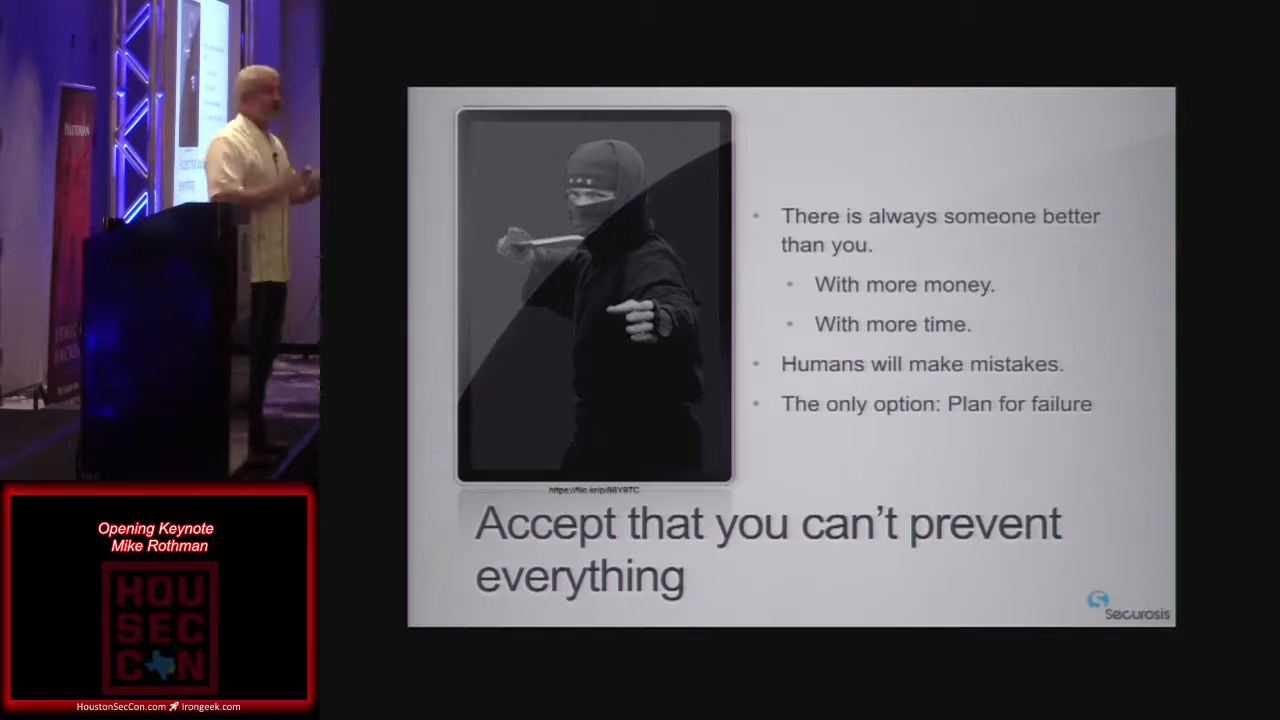 There is always someone better
than you.
With more money.
With more time.
Humans will make mistakes.
The only option: Plan for failure
Accept that you can't prevent
everything
Securosis
Opening Keynote
Mike Rothman
HOU
SEC
CON
HoustonSecCon.com Irongeek.com